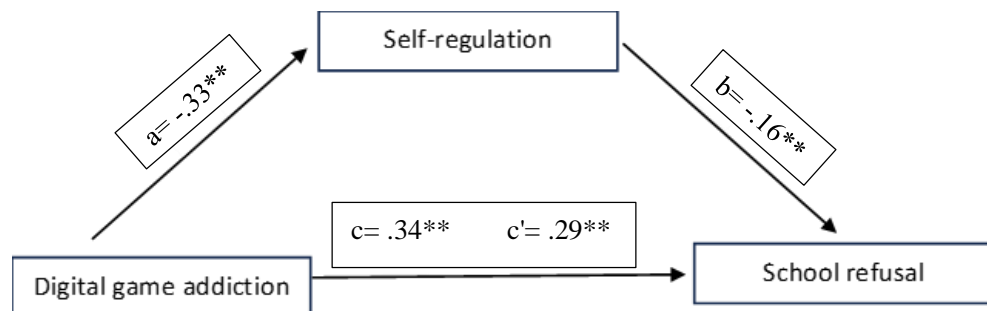 Self-regulation
a= -.33**
b= -.16**
c= .34** c'= .29**
Digital game addiction
School refusal